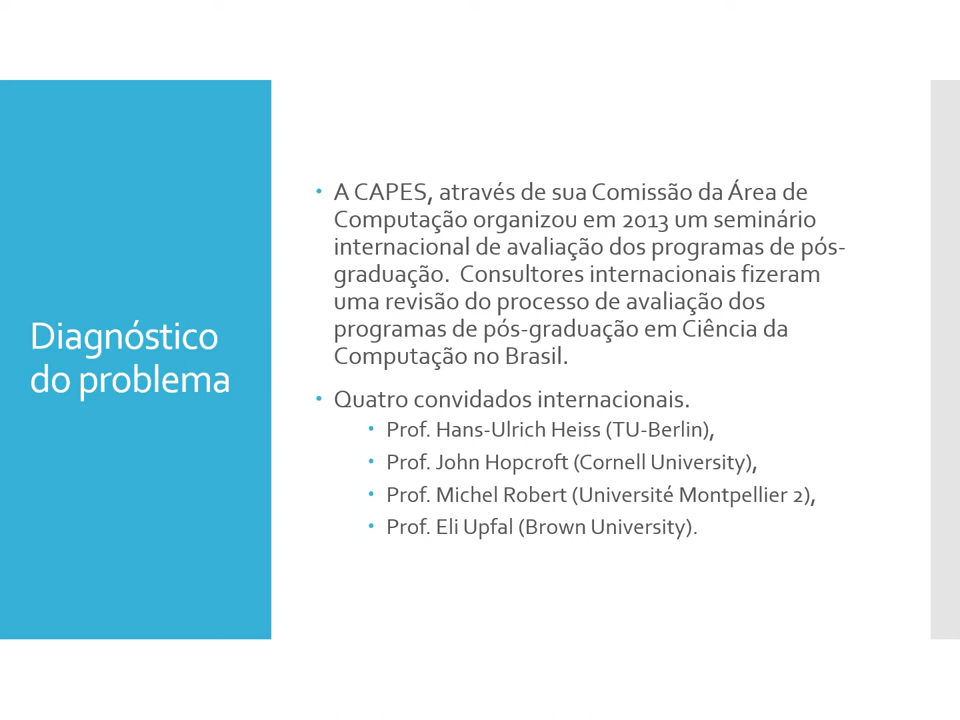 Diagnóstico
do problema
• A CAPES, através de sua Comissão da Área de
Computação organizou em 2013 um seminário
internacional de avaliação dos programas de pós-
graduação. Consultores internacionais fizeram
uma revisão do processo de avaliação dos
programas de pós-graduação em Ciência da
Computação no Brasil.
• Quatro convidados internacionais.
• Prof. Hans-Ulrich Heiss (TU-Berlin),
• Prof. John Hopcroft (Cornell University),
• Prof. Michel Robert (Université Montpellier 2),
• Prof. Eli Upfal (Brown University).